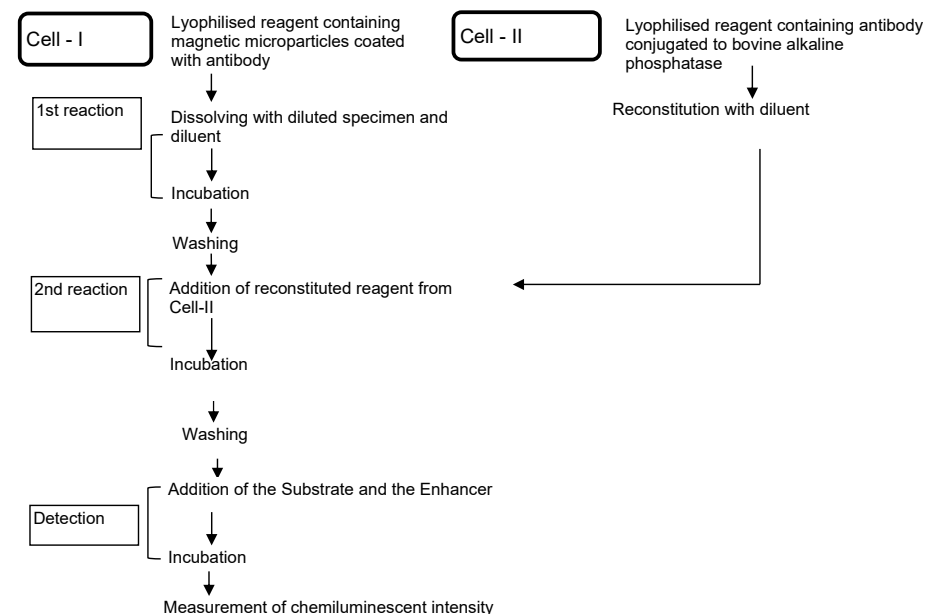 Cell - I
Lyophilised reagent containing
magnetic microparticles coated
with antibody
Cell - II
Lyophilised reagent containing antibody
conjugated to bovine alkaline
phosphatase
1st reaction
Dissolving with diluted specimen and
diluent
Reconstitution with diluent
Incubation
Washing
2nd reaction
Addition of reconstituted reagent from
Cell-II
Incubation
Washing
Addition of the Substrate and the Enhancer
Detection
Incubation
Measurement of chemiluminescent intensity